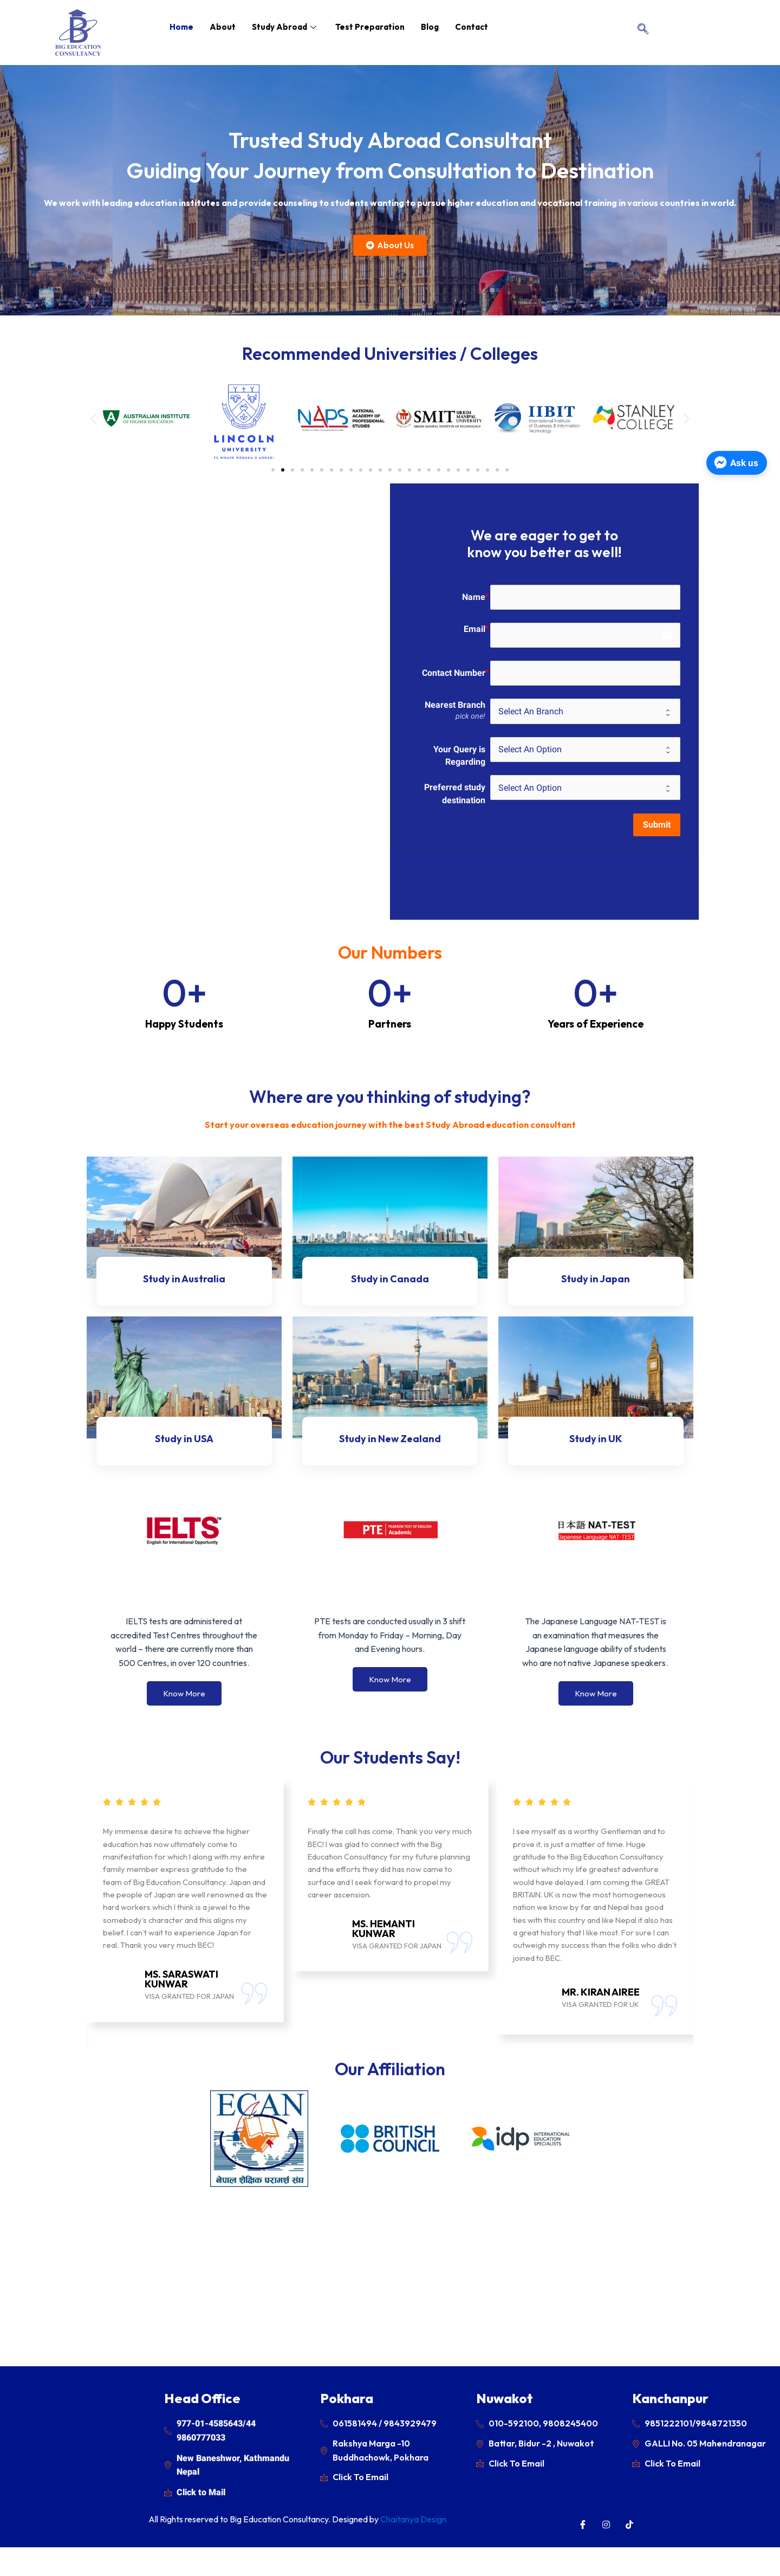 BIG EDUCATION
CONSULTANCY
Home
About
Study Abroad
Test Preparation
Blog
Contact
Trusted Study Abroad Consultant
Guiding Your Journey from Consultation to Destination
We work with leading education institutes and provide counseling to students wanting to pursue higher education and vocational training in various countries in world.
About Us
Recommended Universities / Colleges
AUSTRALIAN INSTITUTE
OF HIGHER EDUCATION
LINCOLN
UNIVERSITY
TE WHARE WĀNAKA O AORAKI
NAPS
NATIONAL
ACADEMY OF
PROFESSIONAL
STUDIES
SMIT
SIKKIM
MANIPAL
UNIVERSITY
IIBIT
International
Institute of
Business & Information
Technology
STANLEY
COLLEGE
Ask us
We are eager to get to
know you better as well!
Name*
Email*
Contact Number*
Nearest Branch
pick one!
Select An Branch
Your Query is
Regarding
Select An Option
Preferred study
destination
Select An Option
Submit
Our Numbers
0+
Happy Students
0+
Partners
0+
Years of Experience
Where are you thinking of studying?
Start your overseas education journey with the best Study Abroad education consultant
Study in Australia
Study in Canada
Study in Japan
Study in USA
Study in New Zealand
Study in UK
IELTS™
English for International Opportunity
PTE
PEARSON TEST OF ENGLISH
Academic
日本語 NAT-TEST
Japanese Language NAT-TEST
IELTS tests are administered at
accredited Test Centres throughout the
world – there are currently more than
500 Centres, in over 120 countries.
Know More
PTE tests are conducted usually in 3 shift
from Monday to Friday – Morning, Day
and Evening hours.
Know More
The Japanese Language NAT-TEST is
an examination that measures the
Japanese language ability of students
who are not native Japanese speakers.
Know More
Our Students Say!
My immense desire to achieve the higher
education has now ultimately come to
manifestation for which I along with my entire
family member express gratitude to the
team of Big Education Consultancy. Japan and
the people of Japan are well renowned as the
hard workers which I think is a jewel to the
somebody's character and this aligns my
belief. I can't wait to experience Japan for
real. Thank you very much BEC!
MS. SARASWATI
KUNWAR
VISA GRANTED FOR JAPAN
Finally the call has come, Thank you very much
BEC! I was glad to connect with the Big
Education Consultancy for my future planning
and the efforts they did has now came to
surface and I seek forward to propel my
career ascension.
MS. HEMANTI
KUNWAR
VISA GRANTED FOR JAPAN
I see myself as a worthy Gentleman and to
prove it, is just a matter of time. Huge
gratitude to the Big Education Consultancy
without which my life greatest adventure
would have delayed. I am coming the GREAT
BRITAIN. UK is now the most homogeneous
nation we know by far and Nepal has good
ties with this country and like Nepal it also has
a great history that I like most. For sure I can
outweigh my success than the folks who didn't
joined to BEC.
MR. KIRAN AIREE
VISA GRANTED FOR UK
Our Affiliation
ECAN
नेपाल शैक्षिक परामर्श संघ
BRITISH
COUNCIL
idp
INTERNATIONAL
EDUCATION
SPECIALISTS
Head Office
977-01-4585643/44
9860777033
New Baneshwor, Kathmandu
Nepal
Click to Mail
Pokhara
061581494 / 9843929479
Rakshya Marga -10
Buddhachowk, Pokhara
Click To Email
Nuwakot
010-592100, 9808245400
Battar, Bidur -2 , Nuwakot
Click To Email
Kanchanpur
9851222101/9848721350
GALLI No. 05 Mahendranagar
Click To Email
All Rights reserved to Big Education Consultancy. Designed by Chaitanya Design